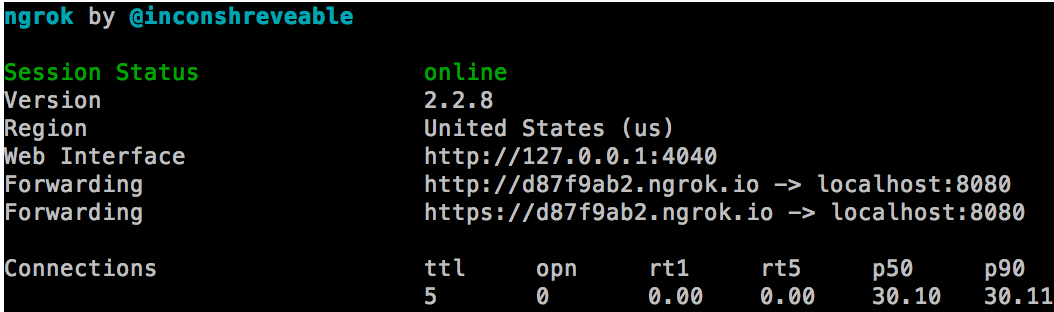 ngrok by @inconshreveable
Session Status online
Version 2.2.8
Region United States (us)
Web Interface http://127.0.0.1:4040
Forwarding http://d87f9ab2.ngrok.io -> localhost:8080
Forwarding https://d87f9ab2.ngrok.io -> localhost:8080
Connections ttl opn rt1 rt5 p50 p90
5 0 0.00 0.00 30.10 30.11